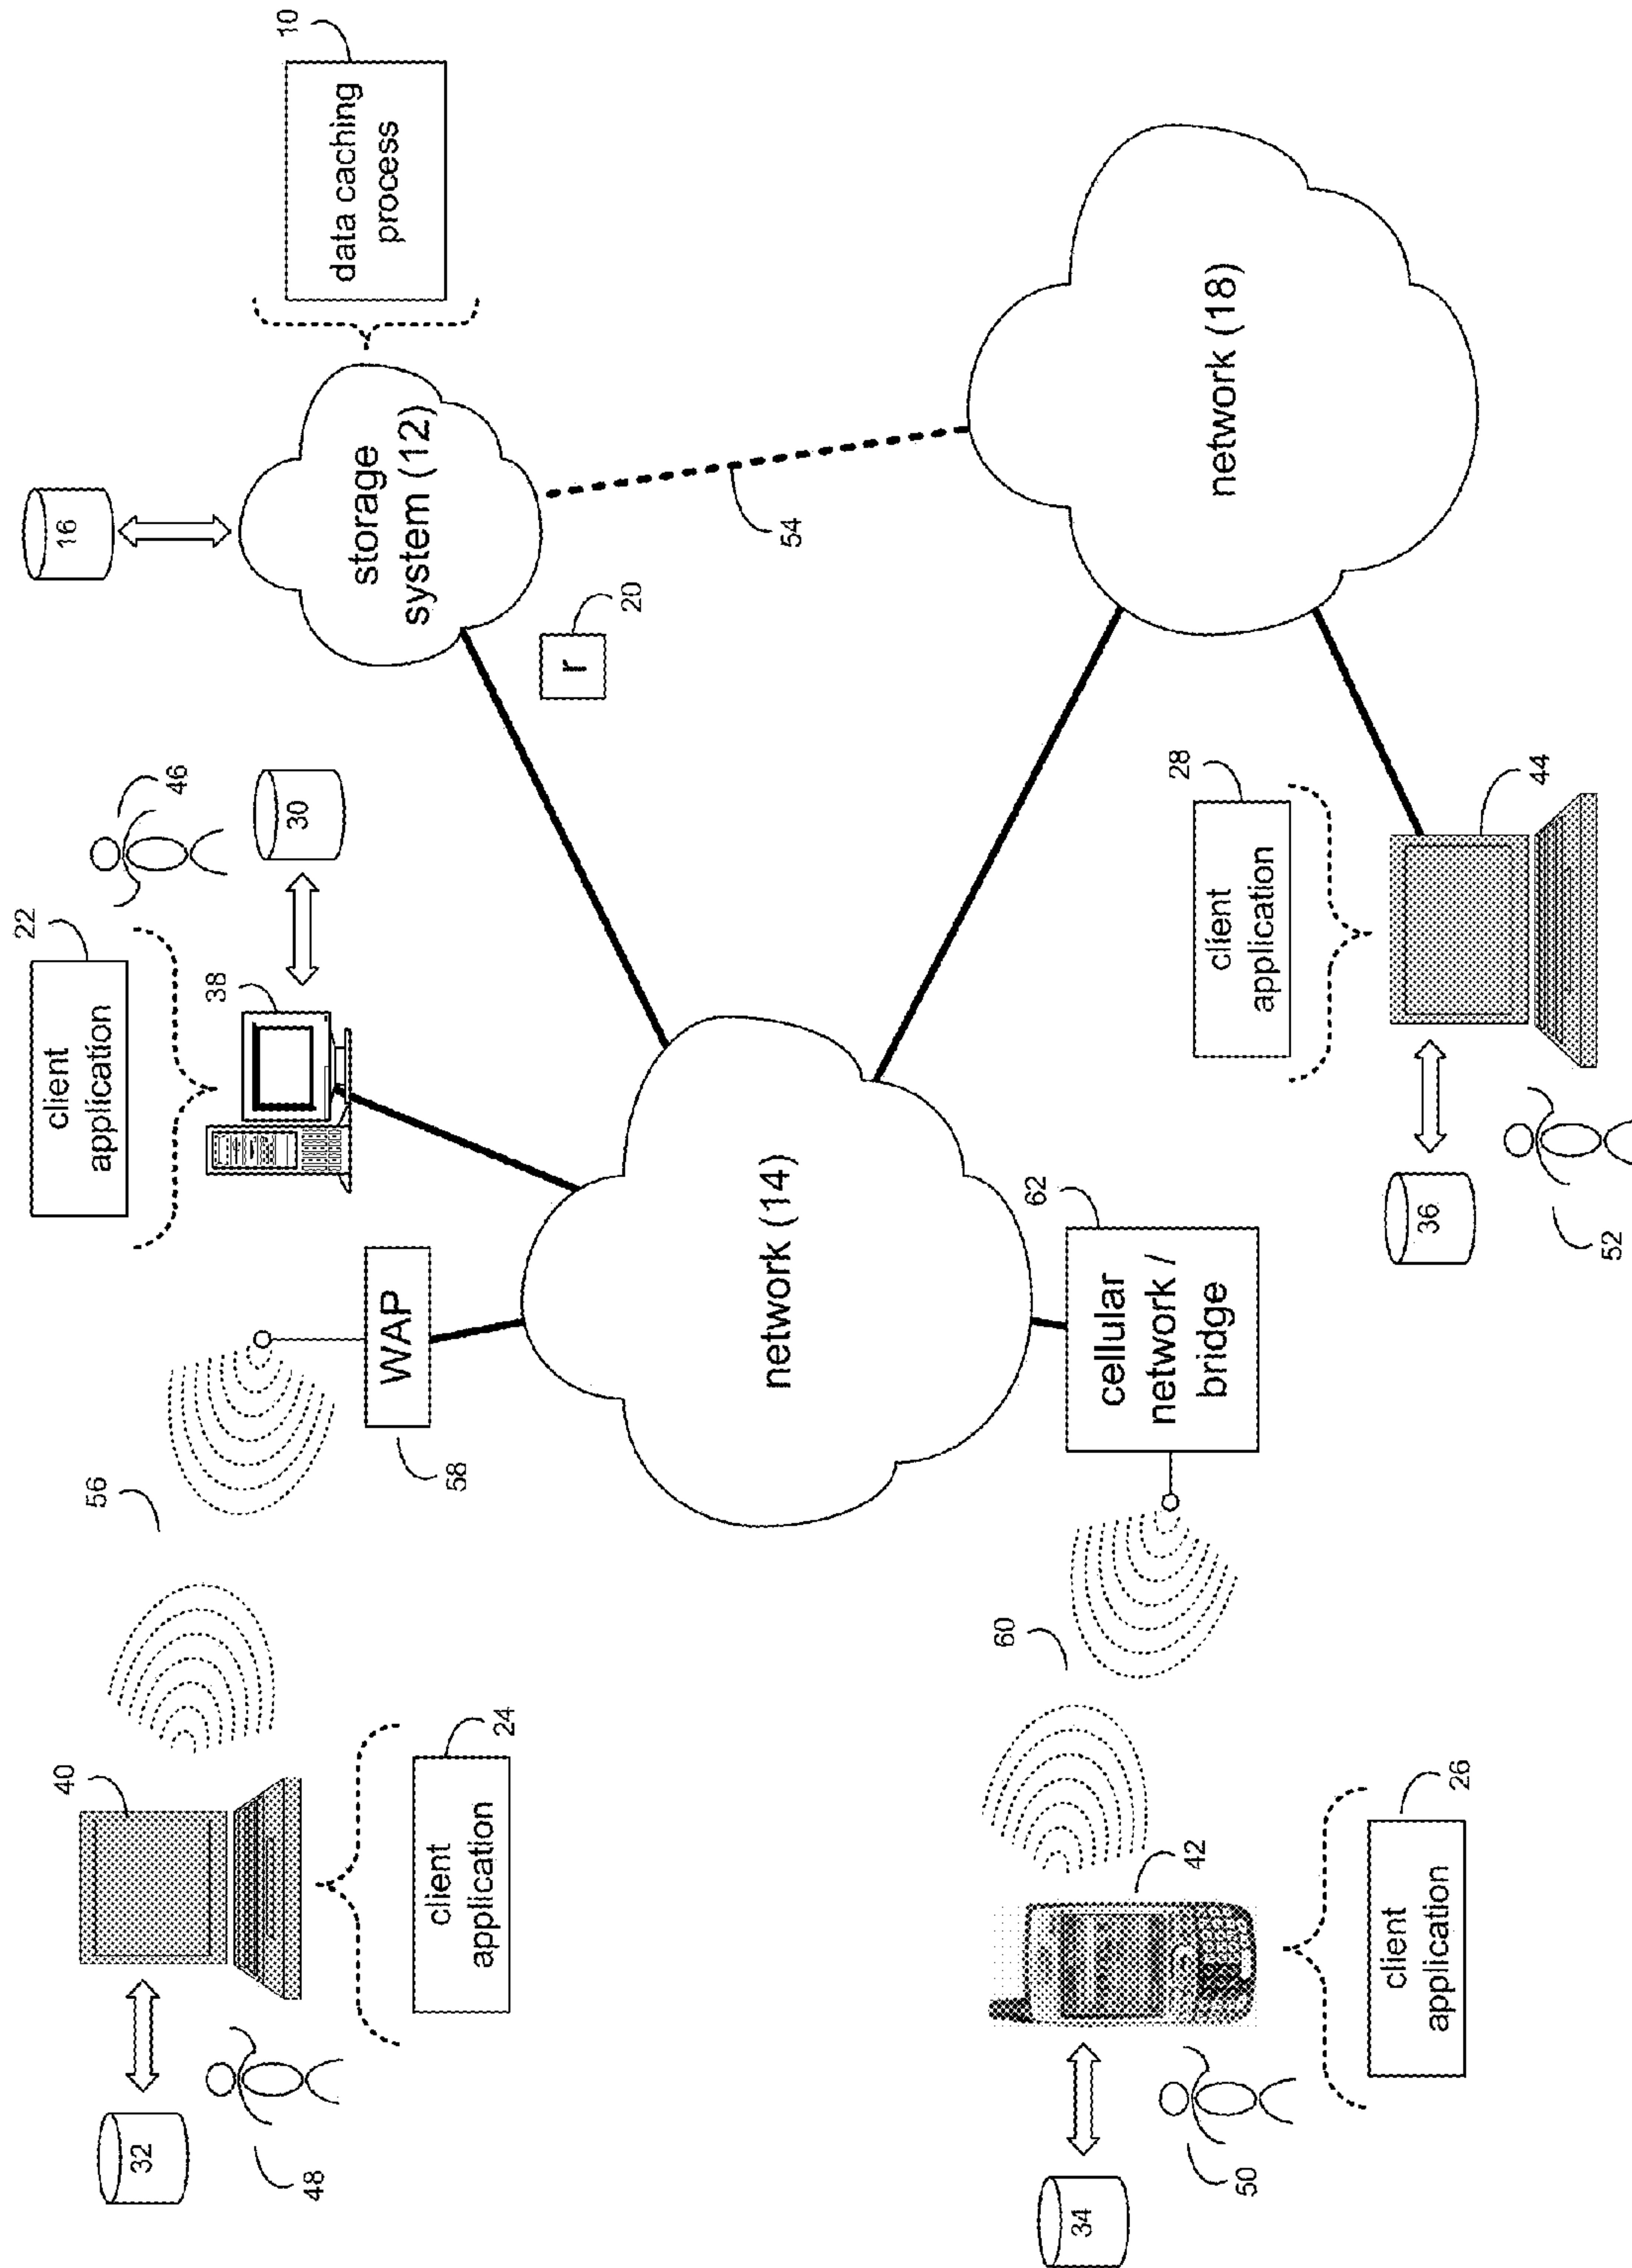 32
48
40
client
application
24
56
WAP
58
client
application
22
38
46
30
16
storage
system (12)
data caching
process
10
r
20
54
network (14)
network (18)
34
50
42
client
application
26
60
cellular
network /
bridge
62
36
52
client
application
28
44